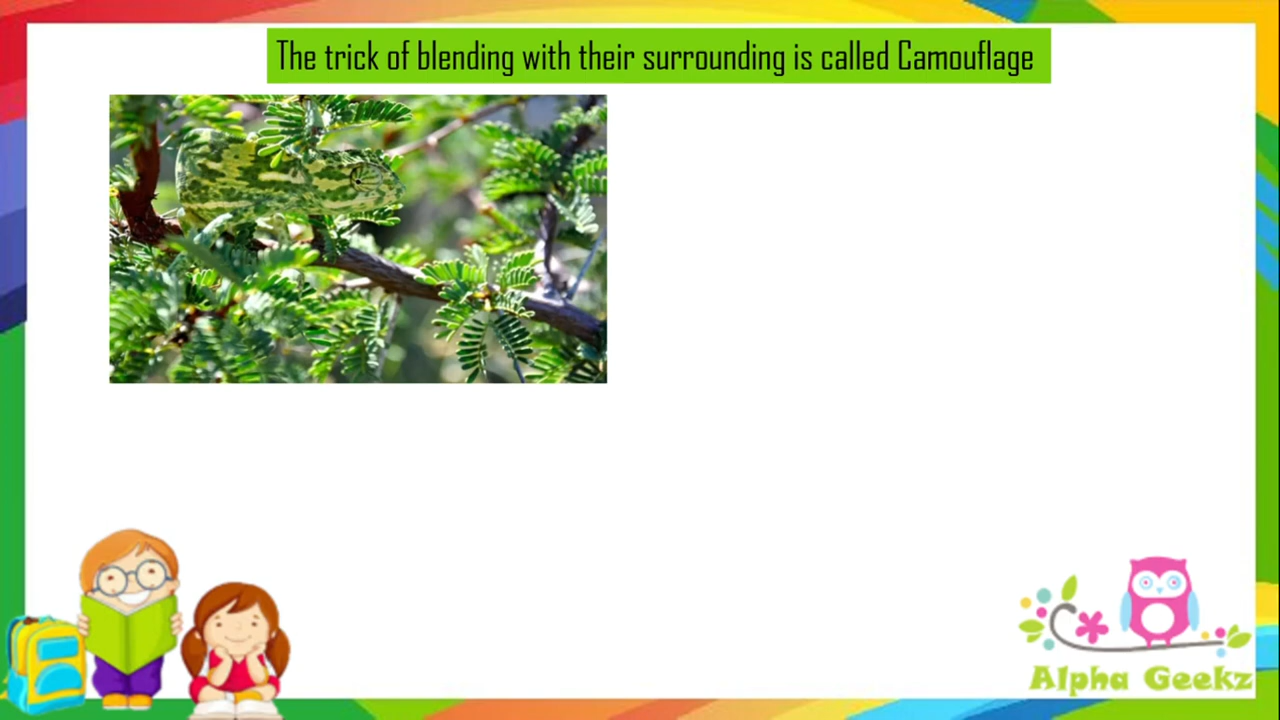 The trick of blending with their surrounding is called Camouflage
Alpha Geekz